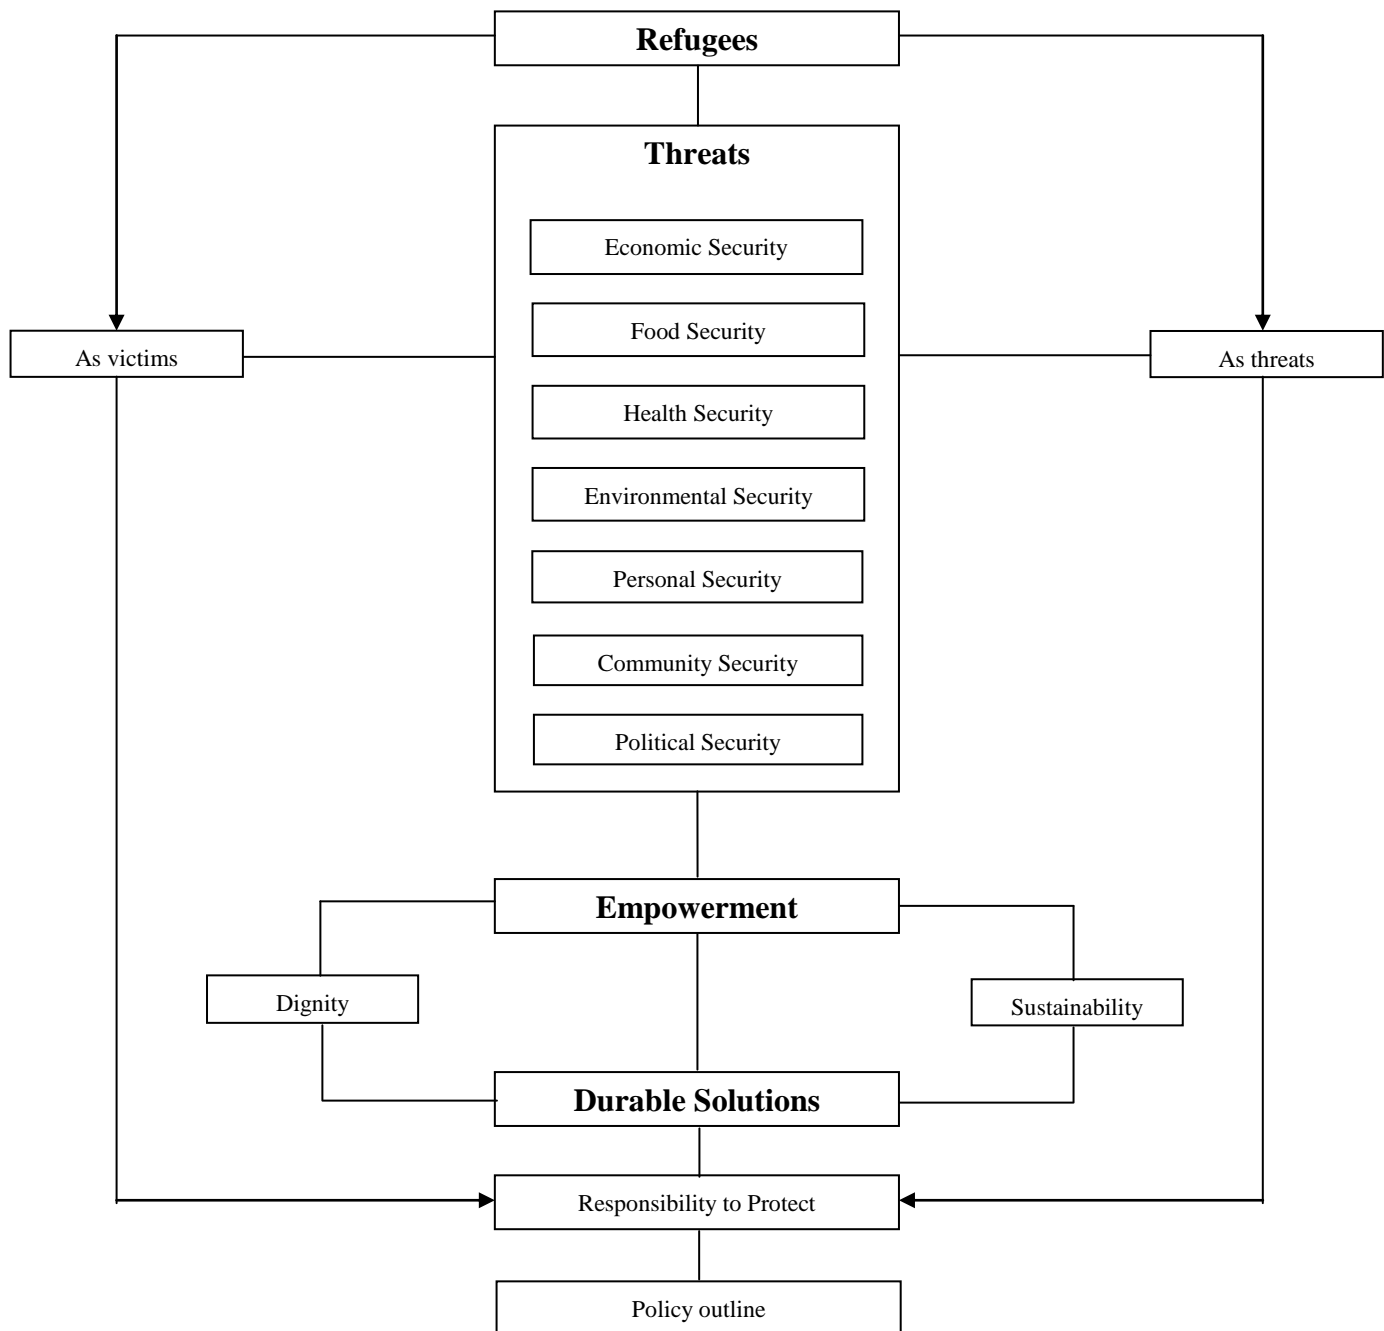 Refugees
Threats
Economic Security
Food Security
As victims
As threats
Health Security
Environmental Security
Personal Security
Community Security
Political Security
Empowerment
Dignity
Sustainability
Durable Solutions
Responsibility to Protect
Policy outline